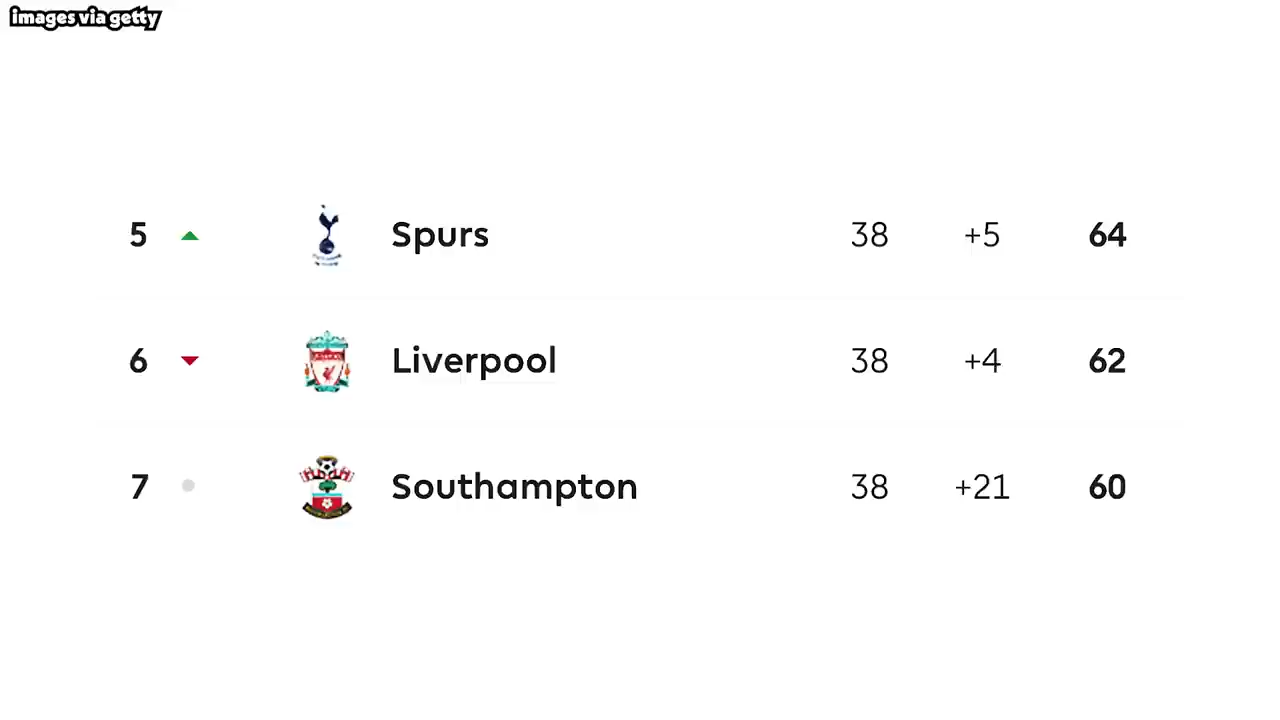 images via getty
5 Spurs 38 +5 64
6 Liverpool 38 +4 62
7 Southampton 38 +21 60